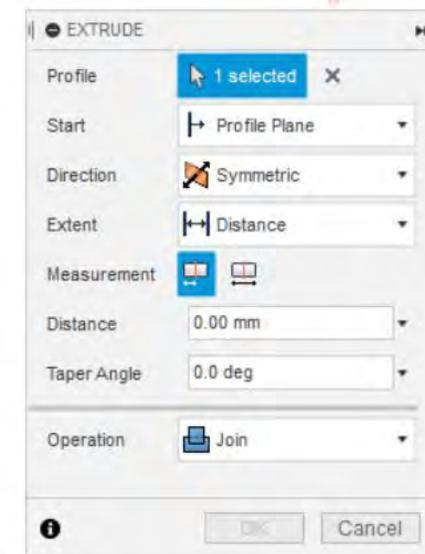 EXTRUDE
Profile 1 selected
Start Profile Plane
Direction Symmetric
Extent Distance
Measurement
Distance 0.00 mm
Taper Angle 0.0 deg
Operation Join
OK Cancel